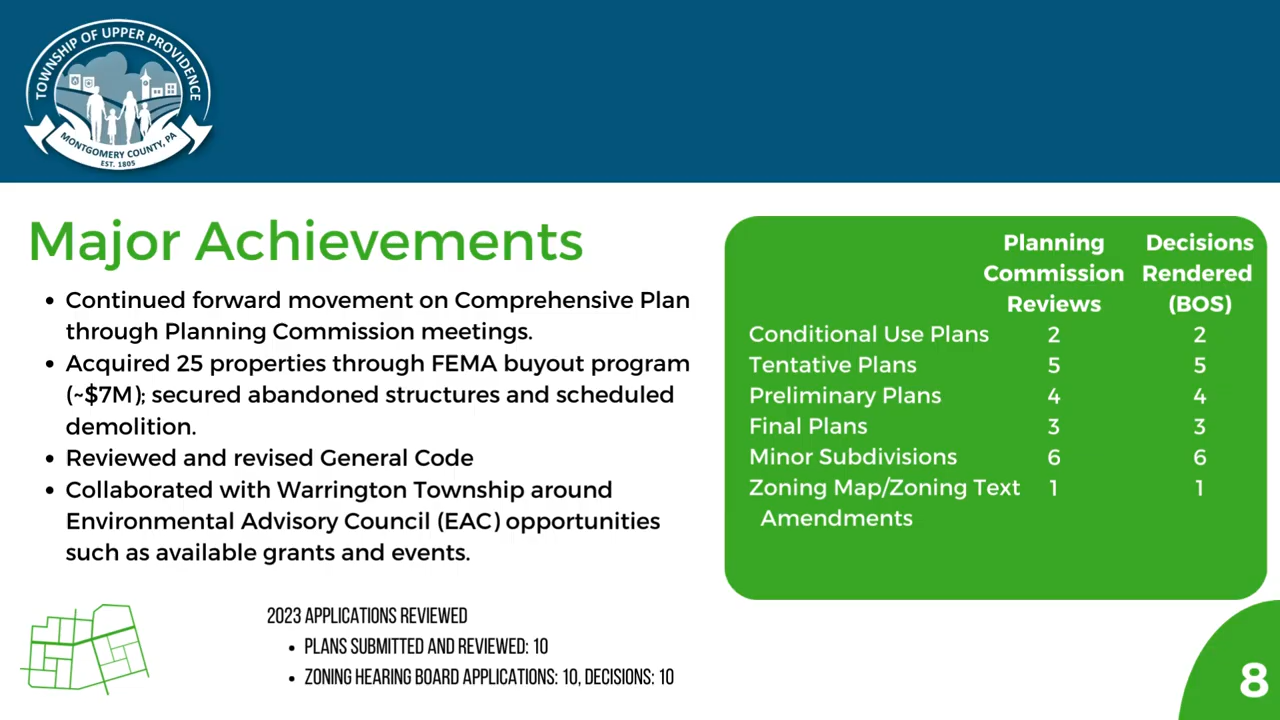 TOWNSHIP OF UPPER PROVIDENCE
MONTGOMERY COUNTY, PA
EST. 1805
Major Achievements
• Continued forward movement on Comprehensive Plan
through Planning Commission meetings.
• Acquired 25 properties through FEMA buyout program
(~$7M); secured abandoned structures and scheduled
demolition.
• Reviewed and revised General Code
• Collaborated with Warrington Township around
Environmental Advisory Council (EAC) opportunities
such as available grants and events.
2023 APPLICATIONS REVIEWED
• PLANS SUBMITTED AND REVIEWED: 10
• ZONING HEARING BOARD APPLICATIONS: 10, DECISIONS: 10
Planning Decisions
Commission Rendered
Reviews (BOS)
Conditional Use Plans 2 2
Tentative Plans 5 5
Preliminary Plans 4 4
Final Plans 3 3
Minor Subdivisions 6 6
Zoning Map/Zoning Text 1 1
Amendments
8